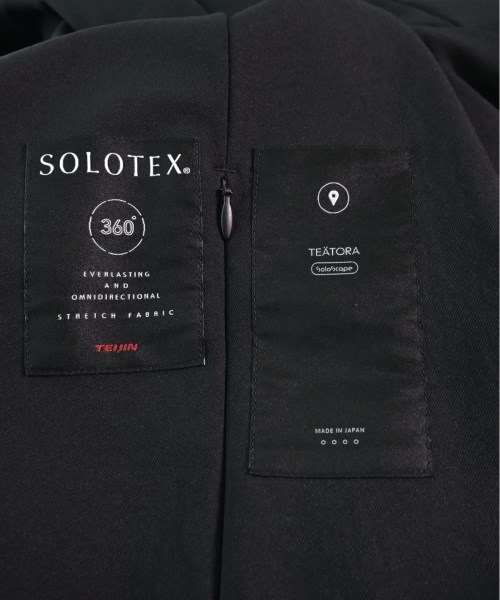 SOLOTEX®
360°
EVERLASTING
AND
OMNIDIRECTIONAL
STRETCH FABRIC
TEIJIN
TEÄTORA
SoloScape
MADE IN JAPAN